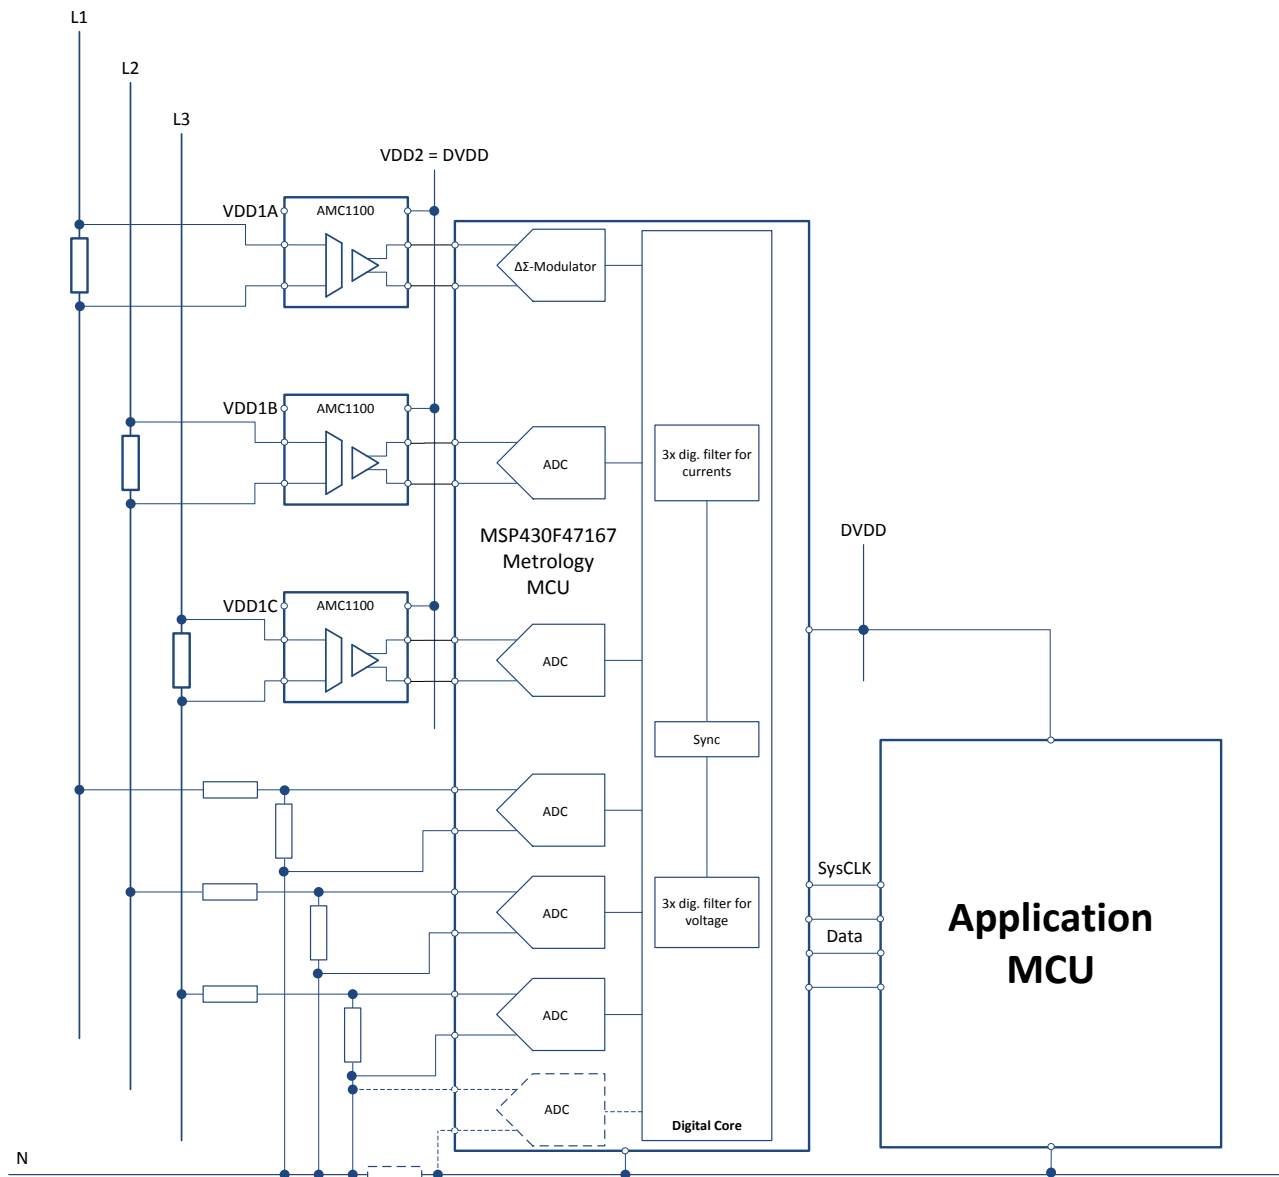 L1
L2
L3
VDD2 = DVDD
VDD1A
AMC1100
ΔΣ-Modulator
VDD1B
AMC1100
ADC
3x dig. filter for
currents
MSP430F47167
Metrology
MCU
DVDD
VDD1C
AMC1100
ADC
Sync
ADC
SysCLK
3x dig. filter for
voltage
ADC
Data
Application
MCU
ADC
ADC
Digital Core
N